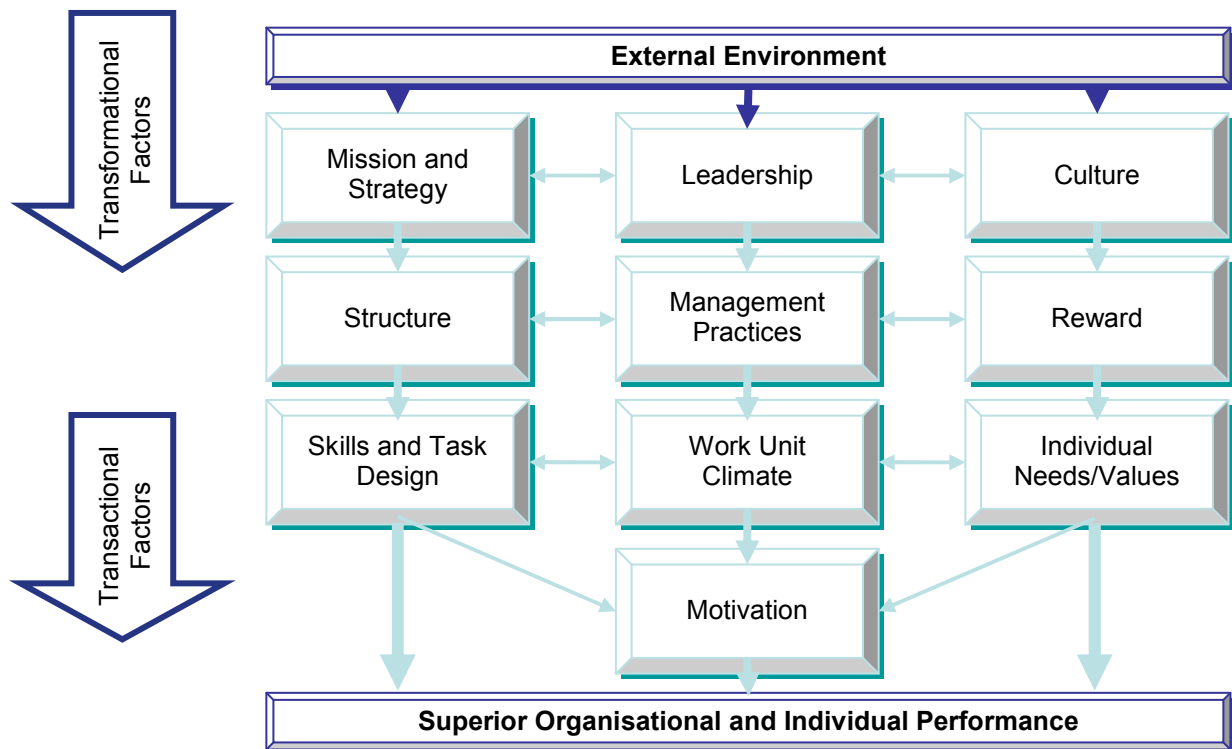 Transformational
Factors
External Environment
Mission and
Strategy
Leadership
Culture
Structure
Management
Practices
Reward
Transactional
Factors
Skills and Task
Design
Work Unit
Climate
Individual
Needs/Values
Motivation
Superior Organisational and Individual Performance